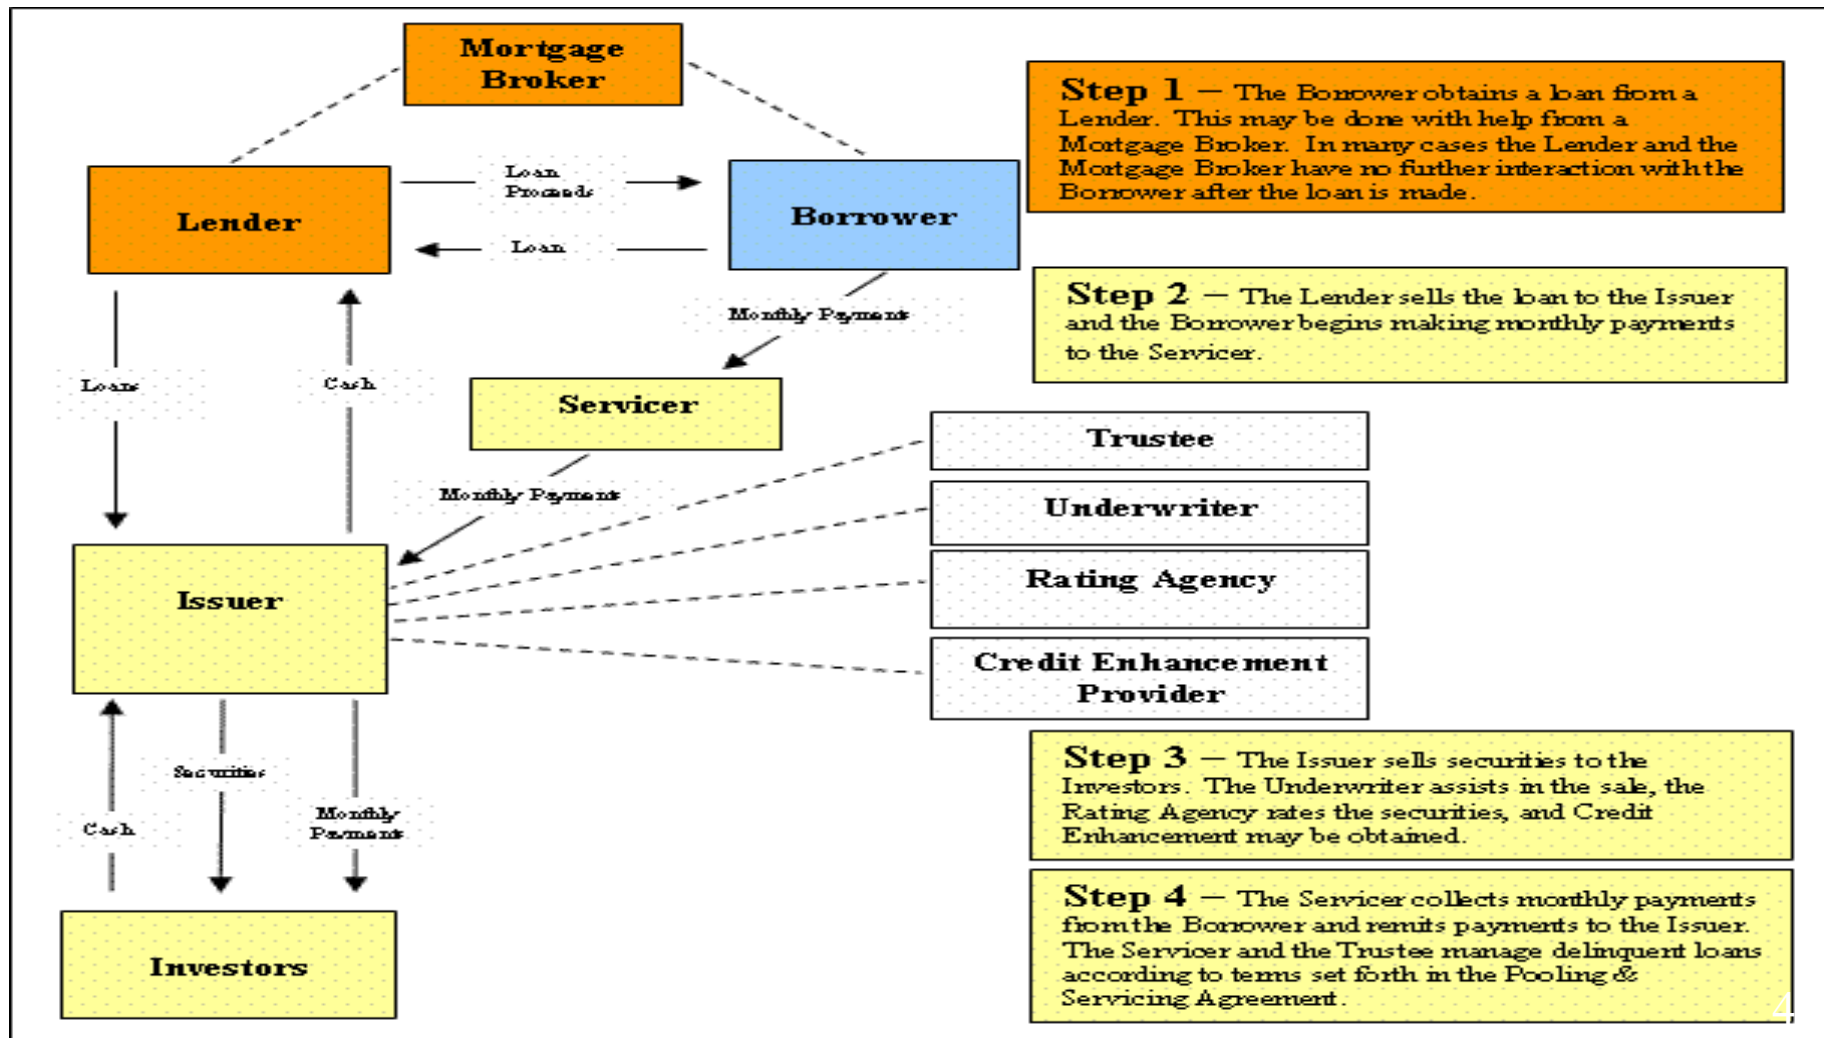 Mortgage
Broker
Step 1 – The Borrower obtains a loan from a
Lender. This may be done with help from a
Mortgage Broker. In many cases the Lender and the
Mortgage Broker have no further interaction with the
Borrower after the loan is made.
Loan
Proceeds
Lender
Borrower
Loan
Step 2 – The Lender sells the loan to the Issuer
and the Borrower begins making monthly payments
to the Servicer.
Monthly Payment
Loans
Cash
Servicer
Trustee
Monthly Payment
Underwriter
Rating Agency
Issuer
Credit Enhancement
Provider
Step 3 – The Issuer sells securities to the
Investors. The Underwriter assists in the sale, the
Rating Agency rates the securities, and Credit
Enhancement may be obtained.
Securities
Cash
Monthly
Payments
Step 4 – The Servicer collects monthly payments
from the Borrower and remits payments to the Issuer.
The Servicer and the Trustee manage delinquent loans
according to terms set forth in the Pooling &
Servicing Agreement.
Investors
4